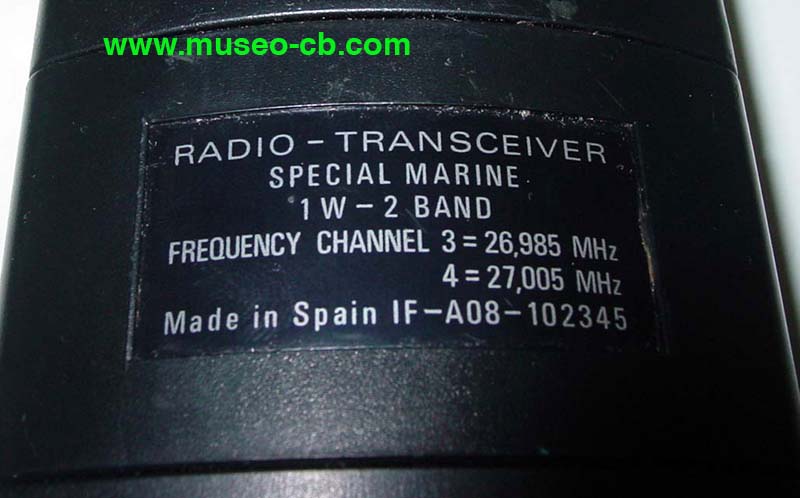 www.museo-cb.com
RADIO - TRANSCEIVER
SPECIAL MARINE
1 W - 2 BAND
FREQUENCY CHANNEL 3 = 26,985 MHz
4 = 27,005 MHz
Made in Spain IF-A08-102345